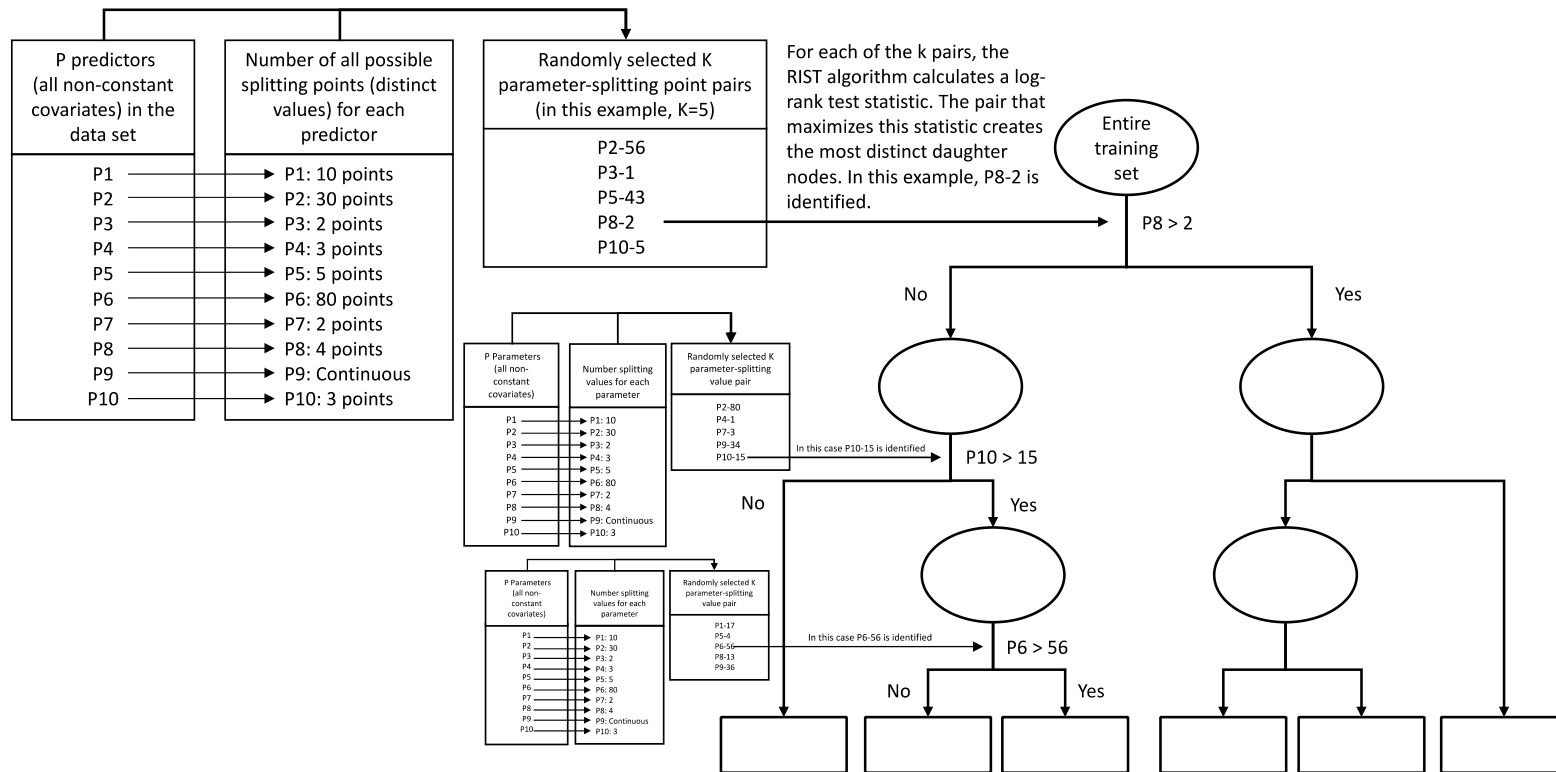 P predictors
(all non-constant
covariates) in the
data set
P1
P2
P3
P4
P5
P6
P7
P8
P9
P10
Number of all possible
splitting points (distinct
values) for each
predictor
P1: 10 points
P2: 30 points
P3: 2 points
P4: 3 points
P5: 5 points
P6: 80 points
P7: 2 points
P8: 4 points
P9: Continuous
P10: 3 points
Randomly selected K
parameter-splitting point pairs
(in this example, K=5)
P2-56
P3-1
P5-43
P8-2
P10-5
For each of the k pairs, the
RIST algorithm calculates a log-
rank test statistic. The pair that
maximizes this statistic creates
the most distinct daughter
nodes. In this example, P8-2 is
identified.
Entire
training
set
P8 > 2
No
Yes
P Parameters
(all non-
constant
covariates)
P1
P2
P3
P4
P5
P6
P7
P8
P9
P10
Number splitting
values for each
parameter
P1: 10
P2: 30
P3: 2
P4: 3
P5: 5
P6: 80
P7: 2
P8: 4
P9: Continuous
P10: 3
Randomly selected K
parameter-splitting
value pair
P2-80
P4-1
P7-3
P9-34
P10-15
In this case P10-15 is identified
P10 > 15
No
Yes
P Parameters
(all non-
constant
covariates)
P1
P2
P3
P4
P5
P6
P7
P8
P9
P10
Number splitting
values for each
parameter
P1: 10
P2: 30
P3: 2
P4: 3
P5: 5
P6: 80
P7: 2
P8: 4
P9: Continuous
P10: 3
Randomly selected K
parameter-splitting
value pair
P1-17
P5-4
P6-56
P8-13
P9-36
In this case P6-56 is identified
P6 > 56
No
Yes